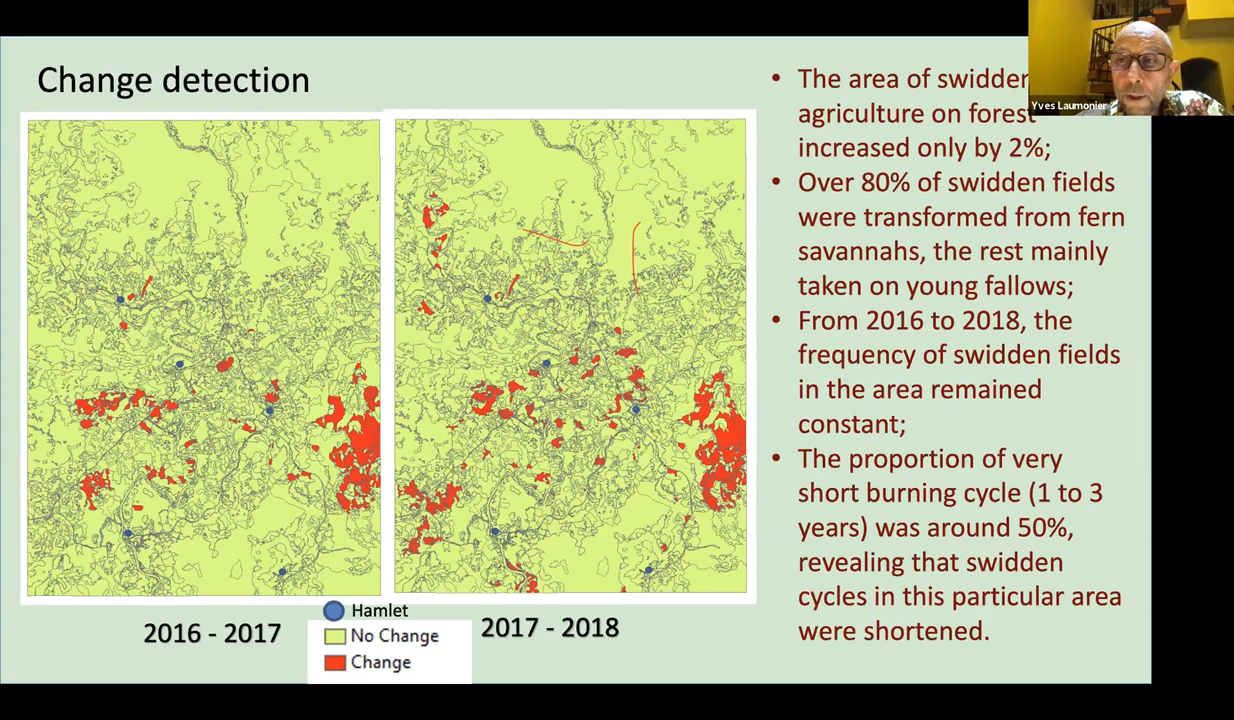 Change detection
2016 - 2017
2017 - 2018
Hamlet
No Change
Change
• The area of swidden
agriculture on forest
increased only by 2%;
• Over 80% of swidden fields
were transformed from fern
savannahs, the rest mainly
taken on young fallows;
• From 2016 to 2018, the
frequency of swidden fields
in the area remained
constant;
• The proportion of very
short burning cycle (1 to 3
years) was around 50%,
revealing that swidden
cycles in this particular area
were shortened.
Yves Laumonier